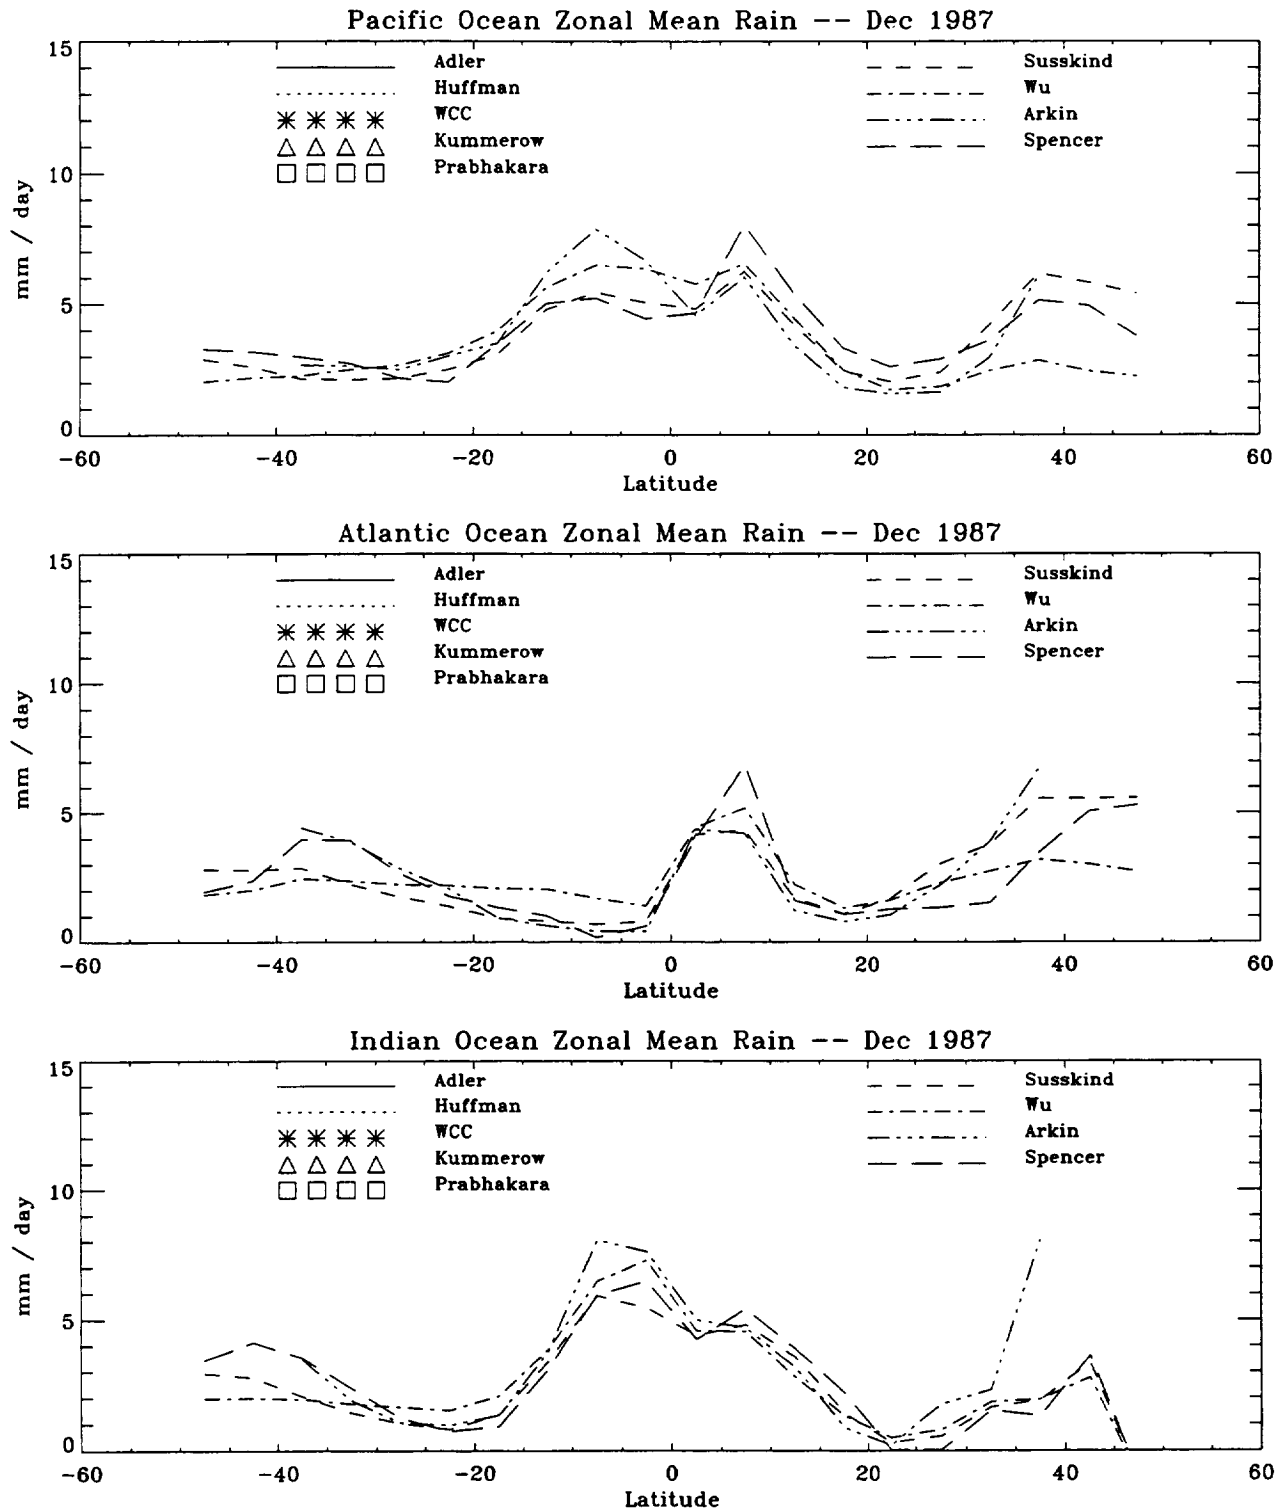 Pacific Ocean Zonal Mean Rain -- Dec 1987
15
10
5
0
mm / day
Adler
Huffman
WCC
Kummerow
Prabhakara
Susskind
Wu
Arkin
Spencer
-60 -40 -20 0 20 40 60
Latitude
Atlantic Ocean Zonal Mean Rain -- Dec 1987
15
10
5
0
mm / day
Adler
Huffman
WCC
Kummerow
Prabhakara
Susskind
Wu
Arkin
Spencer
-60 -40 -20 0 20 40 60
Latitude
Indian Ocean Zonal Mean Rain -- Dec 1987
15
10
5
0
mm / day
Adler
Huffman
WCC
Kummerow
Prabhakara
Susskind
Wu
Arkin
Spencer
-60 -40 -20 0 20 40 60
Latitude